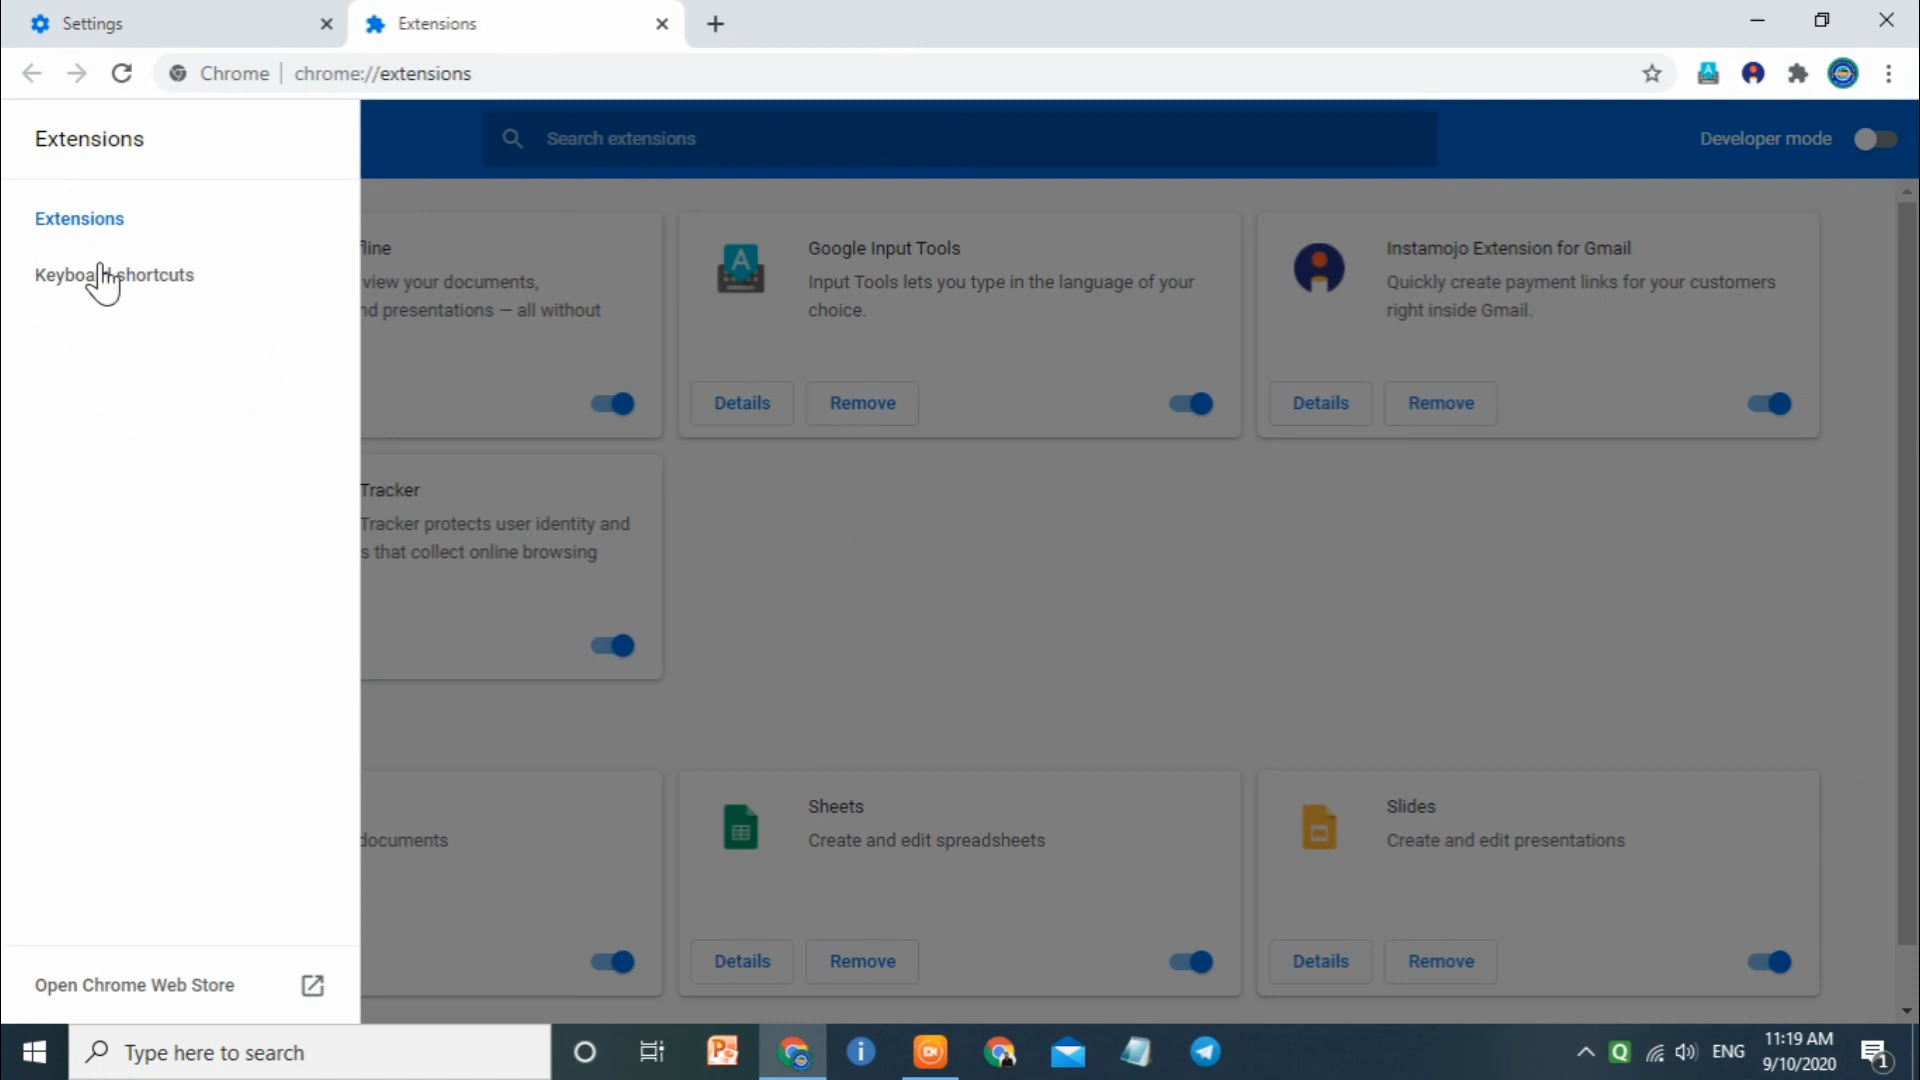 Settings
Extensions
Chrome
chrome://extensions
Extensions
Search extensions
Developer mode
Extensions
Keyboard shortcuts
fline
view your documents,
nd presentations — all without
Google Input Tools
Input Tools lets you type in the language of your
choice.
Details Remove
Instamojo Extension for Gmail
Quickly create payment links for your customers
right inside Gmail.
Details Remove
Tracker
Tracker protects user identity and
s that collect online browsing
documents
Sheets
Create and edit spreadsheets
Details Remove
Slides
Create and edit presentations
Details Remove
Open Chrome Web Store
Type here to search
ENG
11:19 AM
9/10/2020
1